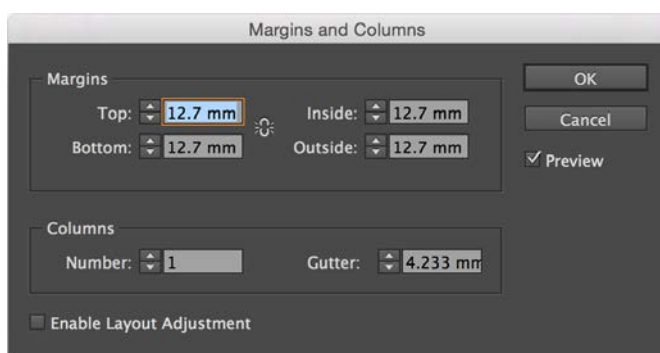 Margins and Columns
Margins
Top: 12.7 mm
Inside: 12.7 mm
Bottom: 12.7 mm
Outside: 12.7 mm
OK
Cancel
Preview
Columns
Number: 1
Gutter: 4.233 mm
Enable Layout Adjustment